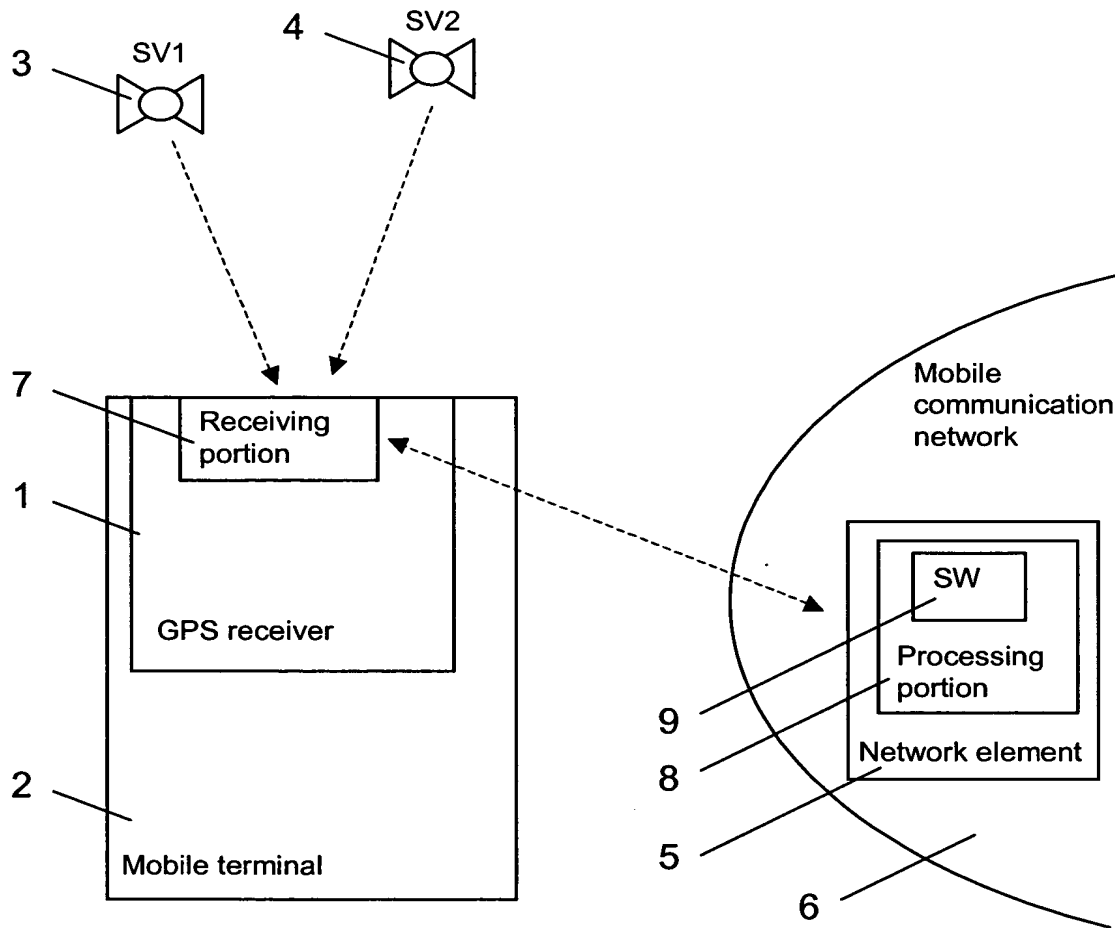 SV1
SV2
3
4
7
Receiving
portion
1
GPS receiver
2
Mobile terminal
Mobile
communication
network
SW
Processing
portion
9
8
Network element
5
6